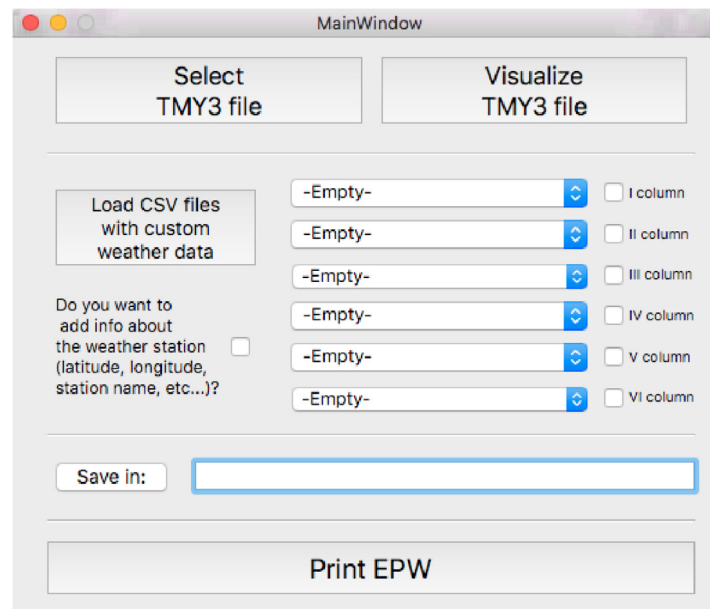 MainWindow
Select
TMY3 file
Visualize
TMY3 file
Load CSV files
with custom
weather data
-Empty-
I column
-Empty-
II column
-Empty-
III column
-Empty-
IV column
-Empty-
V column
-Empty-
VI column
Do you want to
add info about
the weather station
(latitude, longitude,
station name, etc...)?
Save in:
Print EPW